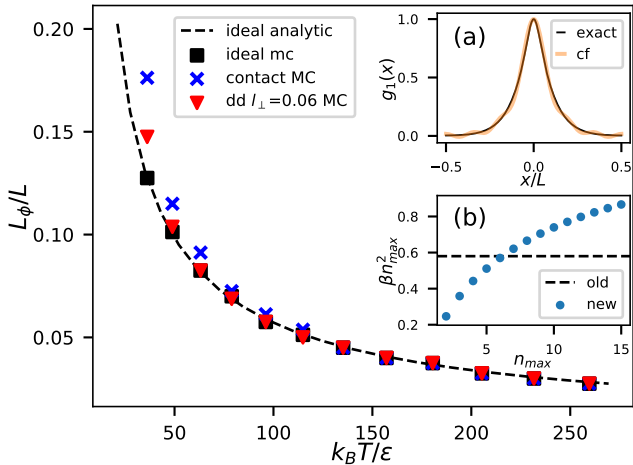 0.20
0.15
0.10
0.05
L_ϕ/L
50
100
150
200
250
k_BT/ε
ideal analytic
ideal mc
contact MC
dd l_⊥=0.06 MC
(a)
exact
cf
1.0
0.5
0.0
g_1(x)
−0.5
0.0
0.5
x/L
(b)
old
new
0.8
0.6
0.4
0.2
βn²_max
5
10
15
n_max